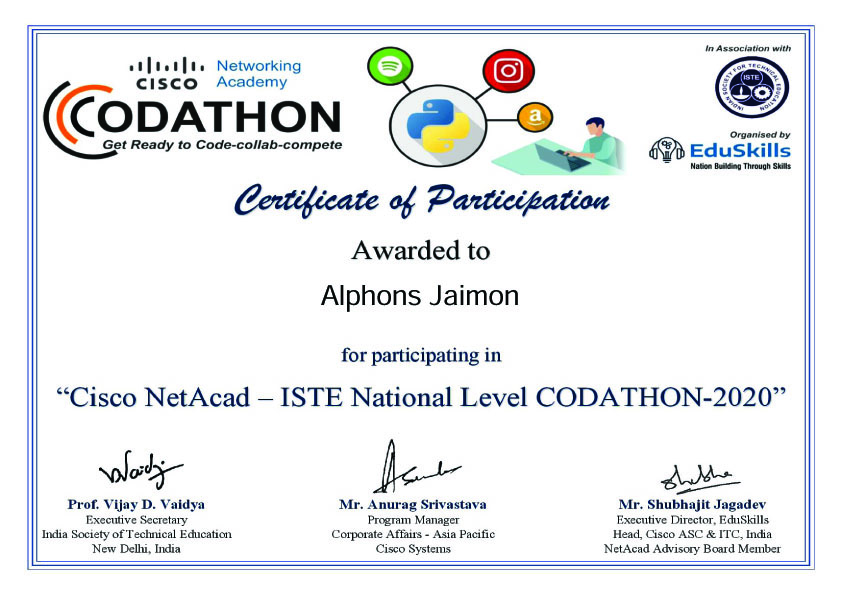 CISCO
Networking
Academy
CODATHON
Get Ready to Code-collab-compete
In Association with
INDIAN SOCIETY FOR TECHNICAL EDUCATION
ISTE
Organised by
EduSkills
Nation Building Through Skills
Certificate of Participation
Awarded to
Alphons Jaimon
for participating in
“Cisco NetAcad – ISTE National Level CODATHON-2020”
Prof. Vijay D. Vaidya
Executive Secretary
India Society of Technical Education
New Delhi, India
Mr. Anurag Srivastava
Program Manager
Corporate Affairs - Asia Pacific
Cisco Systems
Mr. Shubhajit Jagadev
Executive Director, EduSkills
Head, Cisco ASC & ITC, India
NetAcad Advisory Board Member